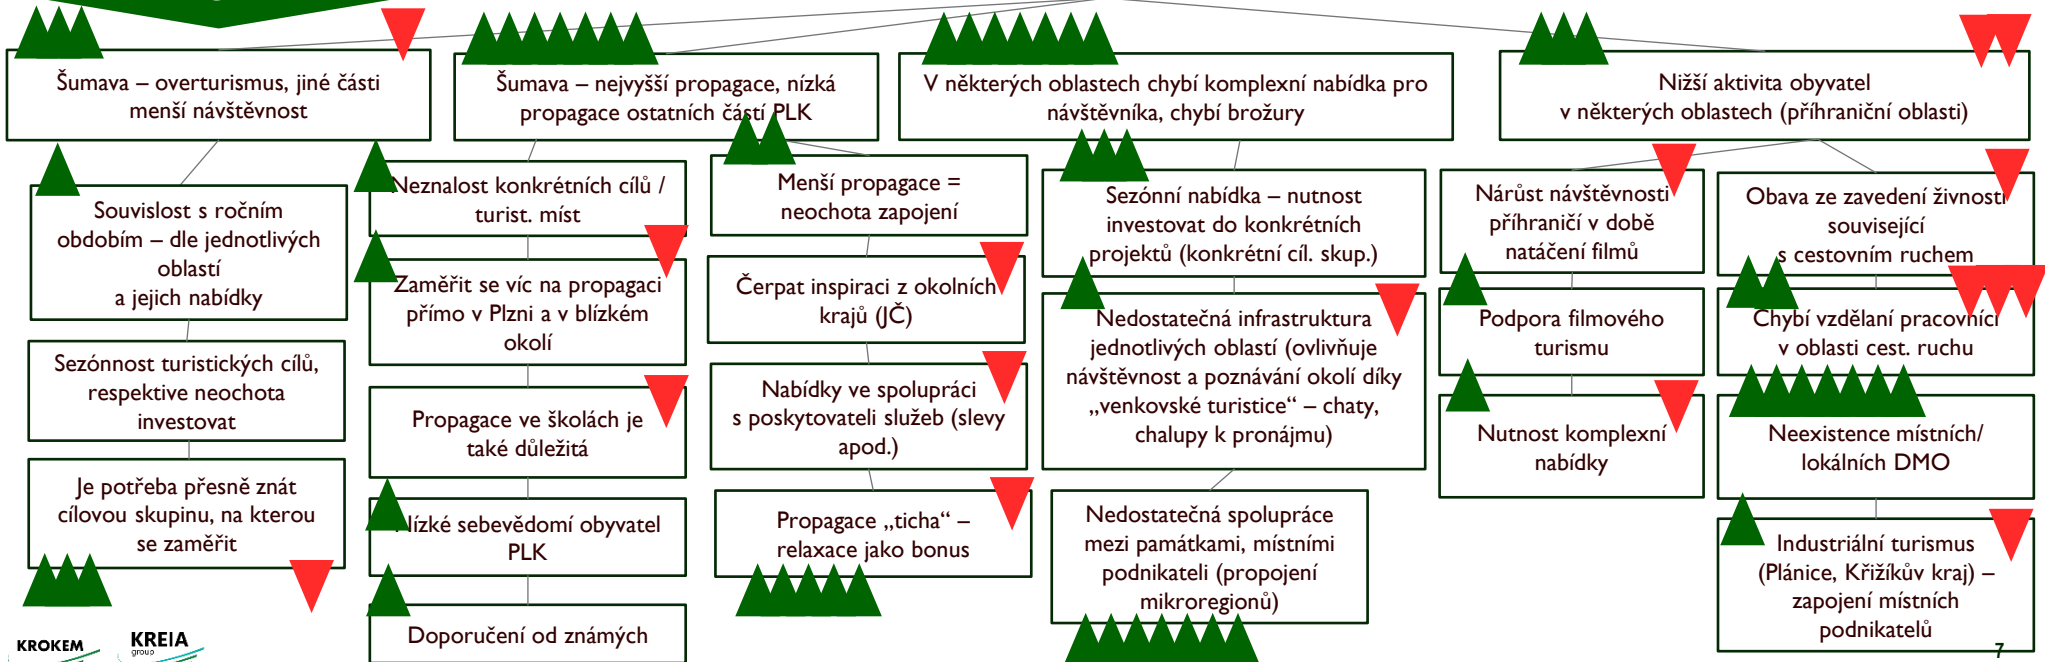 Šumava – overturismus, jiné části
menší návštěvnost
Šumava – nejvyšší propagace, nízká
propagace ostatních částí PLK
V některých oblastech chybí komplexní nabídka pro
návštěvníka, chybí brožury
Nižší aktivita obyvatel
v některých oblastech (příhraniční oblasti)
Souvislost s ročním
obdobím – dle jednotlivých
oblastí
a jejich nabídky
Sezónnost turistických cílů,
respektive neochota
investovat
Je potřeba přesně znát
cílovou skupinu, na kterou
se zaměřit
Neznalost konkrétních cílů /
turist. míst
Zaměřit se víc na propagaci
přímo v Plzni a v blízkém
okolí
Propagace ve školách je
také důležitá
Nízké sebevědomí obyvatel
PLK
Doporučení od známých
Menší propagace =
neochota zapojení
Čerpat inspiraci z okolních
krajů (JČ)
Nabídky ve spolupráci
s poskytovateli služeb (slevy
apod.)
Propagace „ticha“ –
relaxace jako bonus
Sezónní nabídka – nutnost
investovat do konkrétních
projektů (konkrétní cíl. skup.)
Nedostatečná infrastruktura
jednotlivých oblastí (ovlivňuje
návštěvnost a poznávání okolí díky
„venkovské turistice“ – chaty,
chalupy k pronájmu)
Nedostatečná spolupráce
mezi památkami, místními
podnikateli (propojení
mikroregionů)
Nárůst návštěvnosti
příhraničí v době
natáčení filmů
Podpora filmového
turismu
Nutnost komplexní
nabídky
Obava ze zavedení živnosti
související
s cestovním ruchem
Chybí vzdělaní pracovníci
v oblasti cest. ruchu
Neexistence místních/
lokálních DMO
Industriální turismus
(Plánice, Křižíkův kraj) –
zapojení místních
podnikatelů
KROKEM
KREIA
group
7